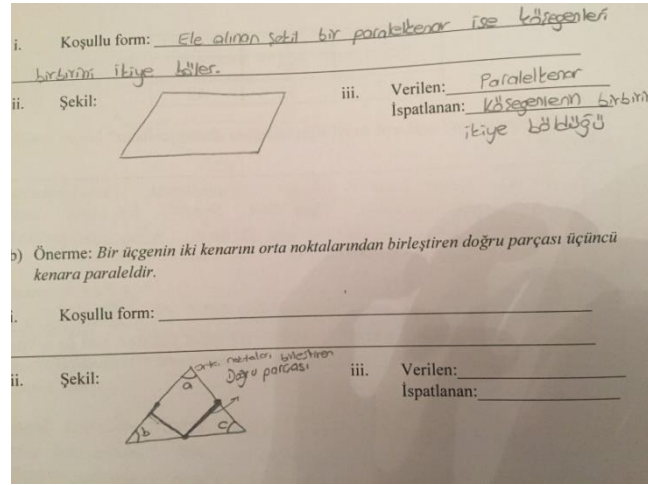 i. Koşullu form: Ele alınan şekil bir paralelkenar ise köşegenleri
birbirini ikiye böler.
ii. Şekil:
iii. Verilen: Paralelkenar
İspatlanan: Köşegenlerin birbirini
ikiye böldüğü
b) Önerme: Bir üçgenin iki kenarını orta noktalarından birleştiren doğru parçası üçüncü
kenara paraleldir.
i. Koşullu form:
ii. Şekil:
orta noktaları birleştiren
Doğru parçası
a
b
c
iii. Verilen:
İspatlanan: